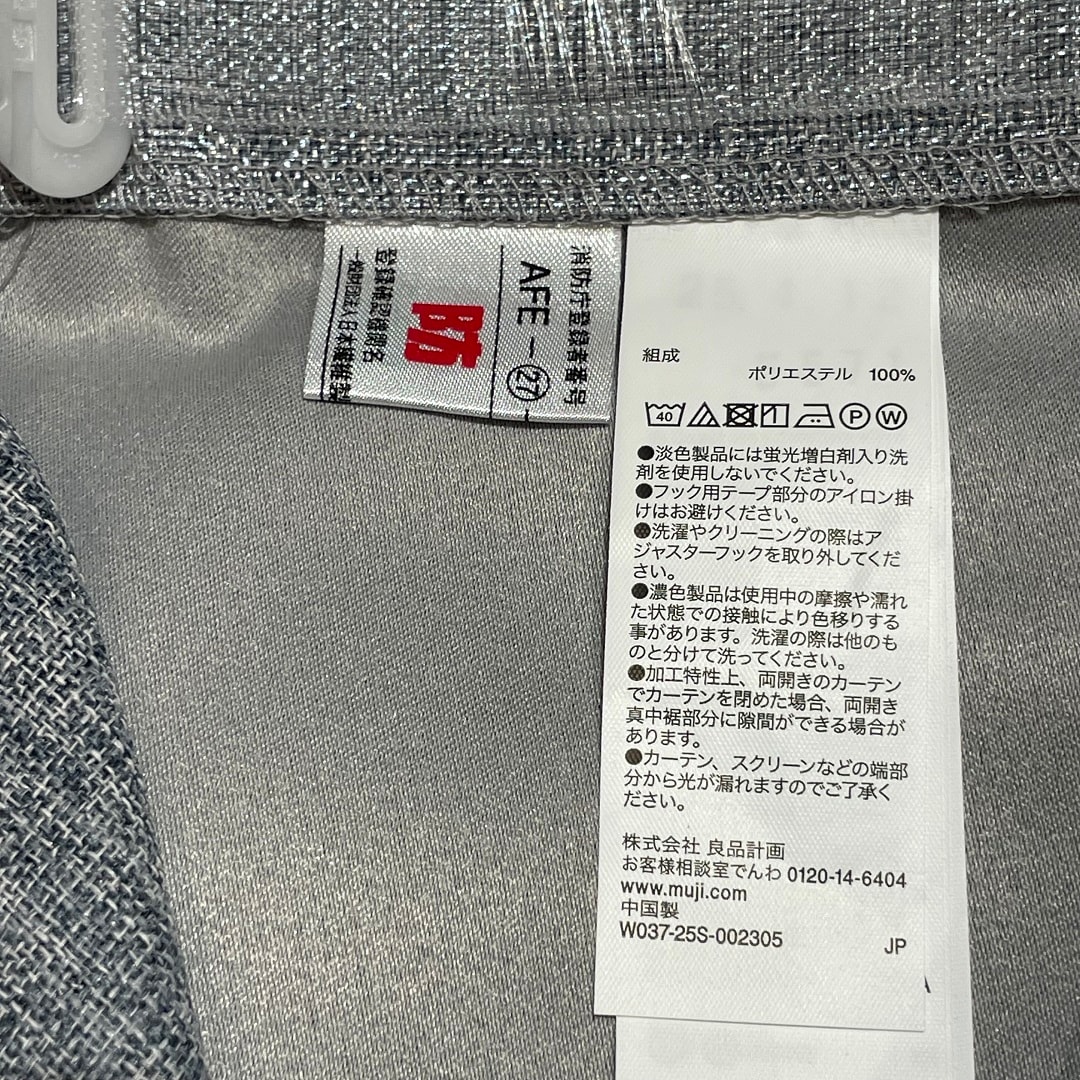 消防庁登録者番号
AFE-㉗
防
登録確認機関名
一般財団法人 日本繊維製
組成
ポリエステル 100%
40
P W
●淡色製品には蛍光増白剤入り洗
剤を使用しないでください。
●フック用テープ部分のアイロン掛
けはお避けください。
●洗濯やクリーニングの際はア
ジャスターフックを取り外してくだ
さい。
●濃色製品は使用中の摩擦や濡れ
た状態での接触により色移りする
事があります。洗濯の際は他のも
のと分けて洗ってください。
●加工特性上、両開きのカーテン
でカーテンを閉めた場合、両開き
真中裾部分に隙間ができる場合が
あります。
●カーテン、スクリーンなどの端部
分から光が漏れますのでご了承く
ださい。
株式会社 良品計画
お客様相談室でんわ 0120-14-6404
www.muji.com
中国製
W037-25S-002305 JP